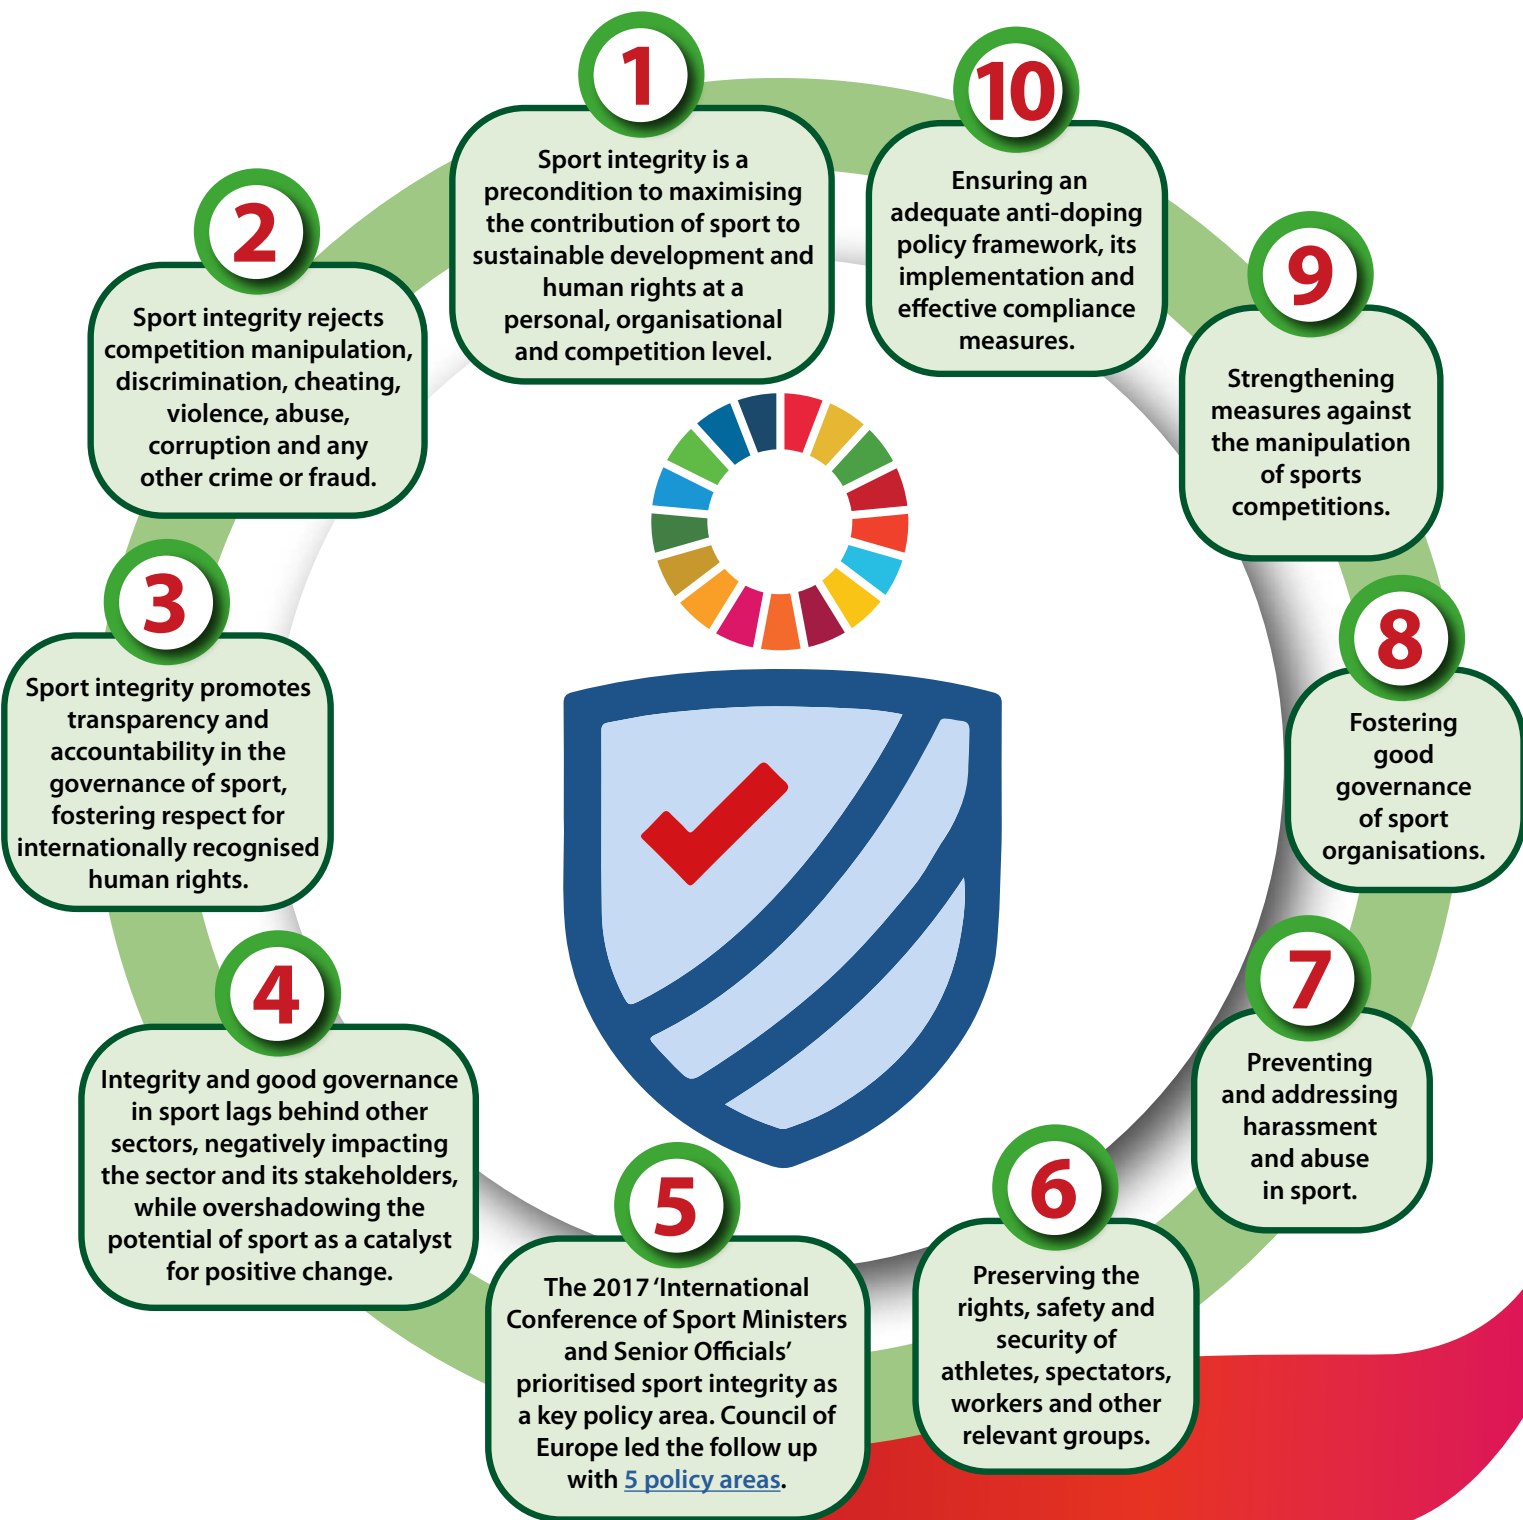 1
Sport integrity is a
precondition to maximising
the contribution of sport to
sustainable development and
human rights at a
personal, organisational
and competition level.
2
Sport integrity rejects
competition manipulation,
discrimination, cheating,
violence, abuse,
corruption and any
other crime or fraud.
3
Sport integrity promotes
transparency and
accountability in the
governance of sport,
fostering respect for
internationally recognised
human rights.
4
Integrity and good governance
in sport lags behind other
sectors, negatively impacting
the sector and its stakeholders,
while overshadowing the
potential of sport as a catalyst
for positive change.
5
The 2017 ‘International
Conference of Sport Ministers
and Senior Officials’
prioritised sport integrity as
a key policy area. Council of
Europe led the follow up
with 5 policy areas.
6
Preserving the
rights, safety and
security of
athletes, spectators,
workers and other
relevant groups.
7
Preventing
and addressing
harassment
and abuse
in sport.
8
Fostering
good
governance
of sport
organisations.
9
Strengthening
measures against
the manipulation
of sports
competitions.
10
Ensuring an
adequate anti-doping
policy framework, its
implementation and
effective compliance
measures.